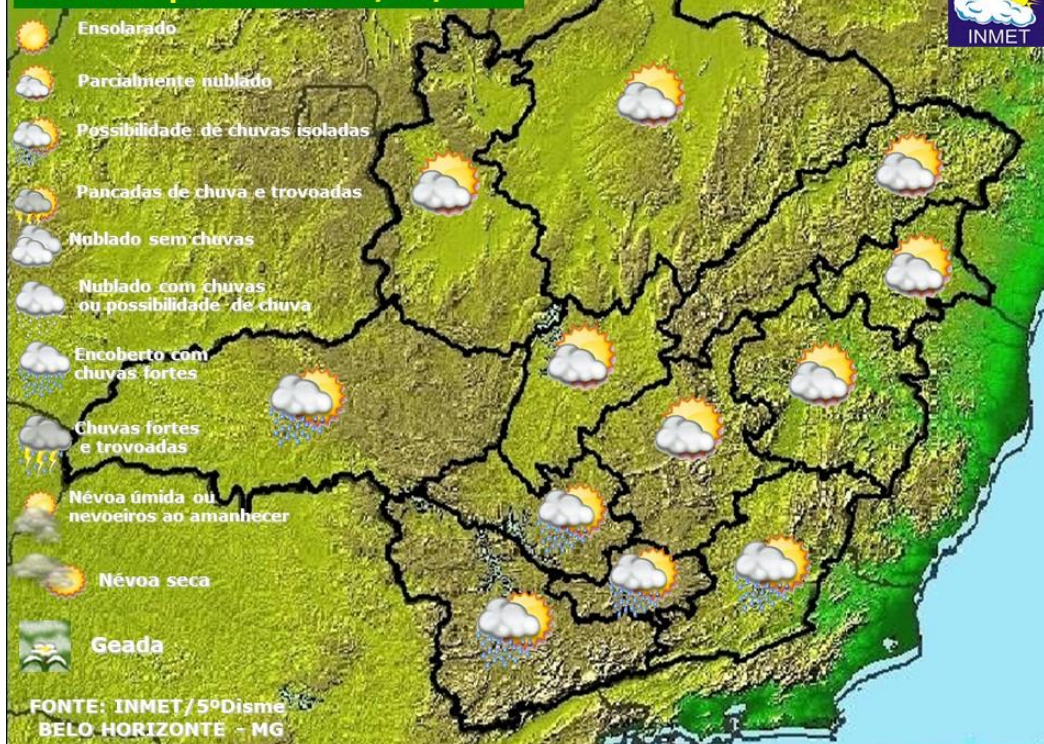 INMET
Ensolarado
Parcialmente nublado
Possibilidade de chuvas isoladas
Pancadas de chuva e trovoadas
Nublado sem chuvas
Nublado com chuvas
ou possibilidade de chuva
Encoberto com
chuvas fortes
Chuvas fortes
e trovoadas
Névoa úmida ou
nevoeiros ao amanhecer
Névoa seca
Geada
FONTE: INMET/5ºDisme
BELO HORIZONTE - MG